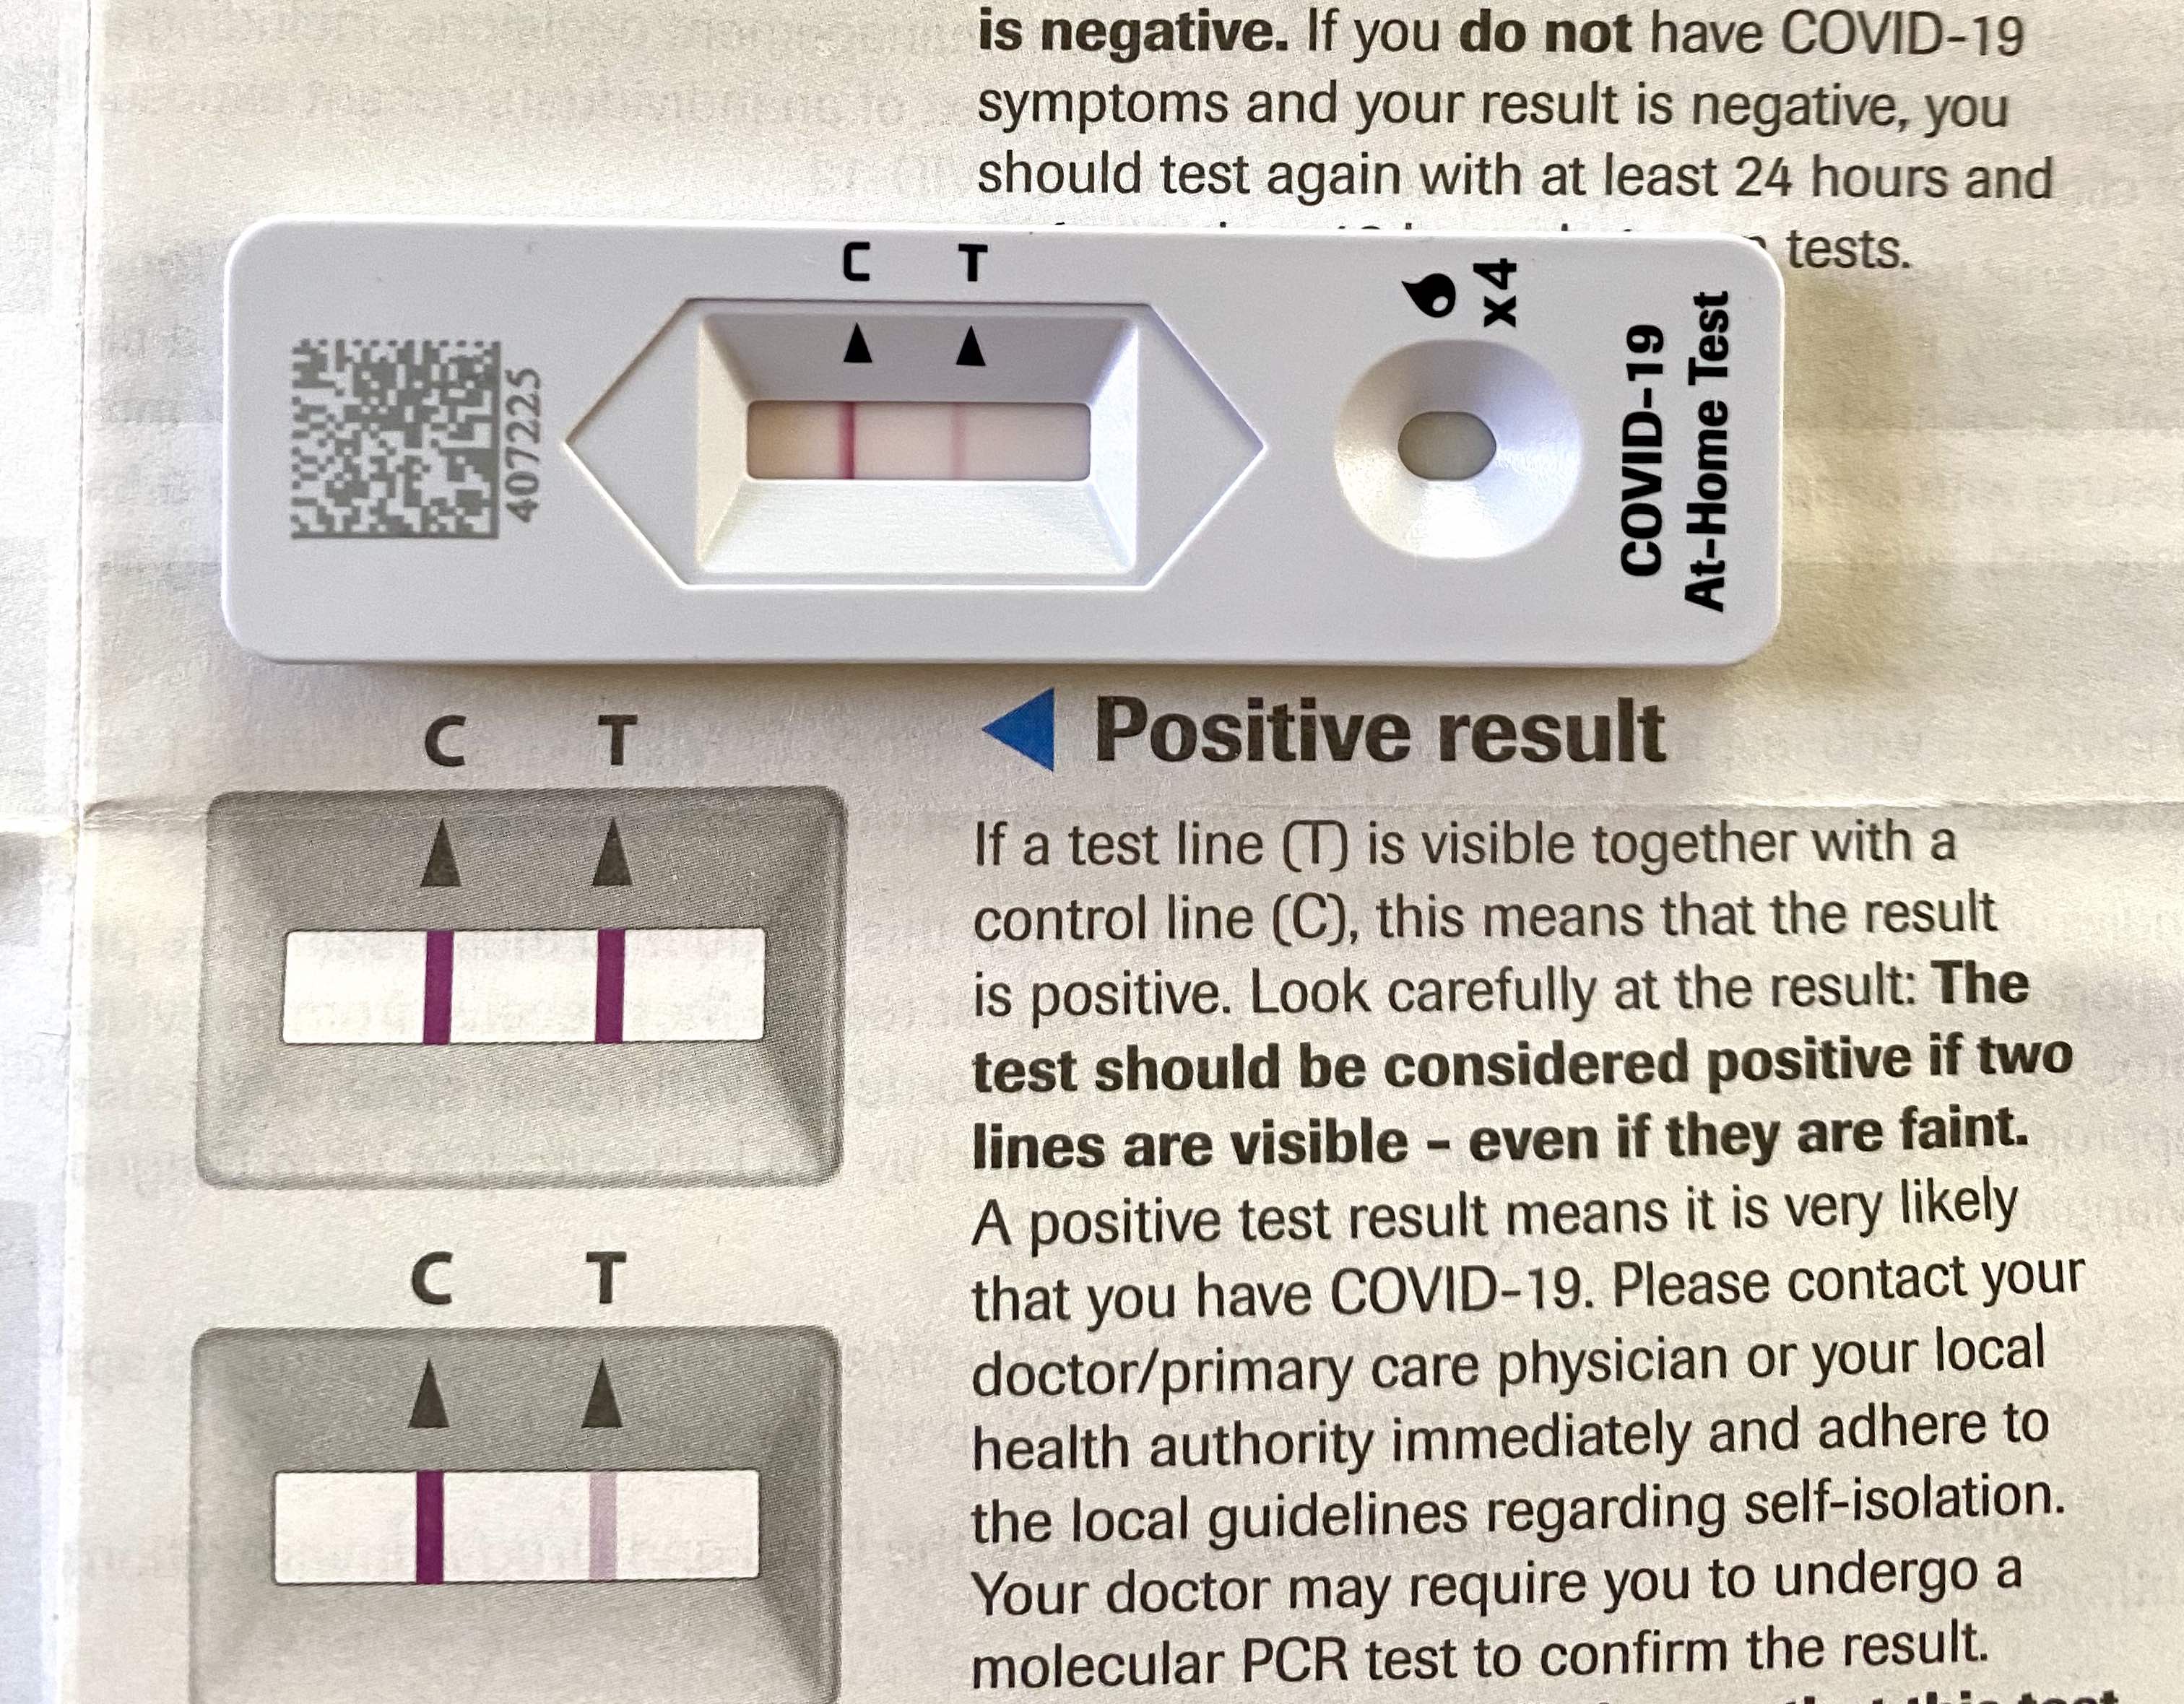 is negative. If you do not have COVID-19
symptoms and your result is negative, you
should test again with at least 24 hours and
tests.
C T
x4
4072225
COVID-19
At-Home Test
C T
Positive result
If a test line (T) is visible together with a
control line (C), this means that the result
is positive. Look carefully at the result: The
test should be considered positive if two
lines are visible – even if they are faint.
A positive test result means it is very likely
that you have COVID-19. Please contact your
doctor/primary care physician or your local
health authority immediately and adhere to
the local guidelines regarding self-isolation.
Your doctor may require you to undergo a
molecular PCR test to confirm the result.
C T